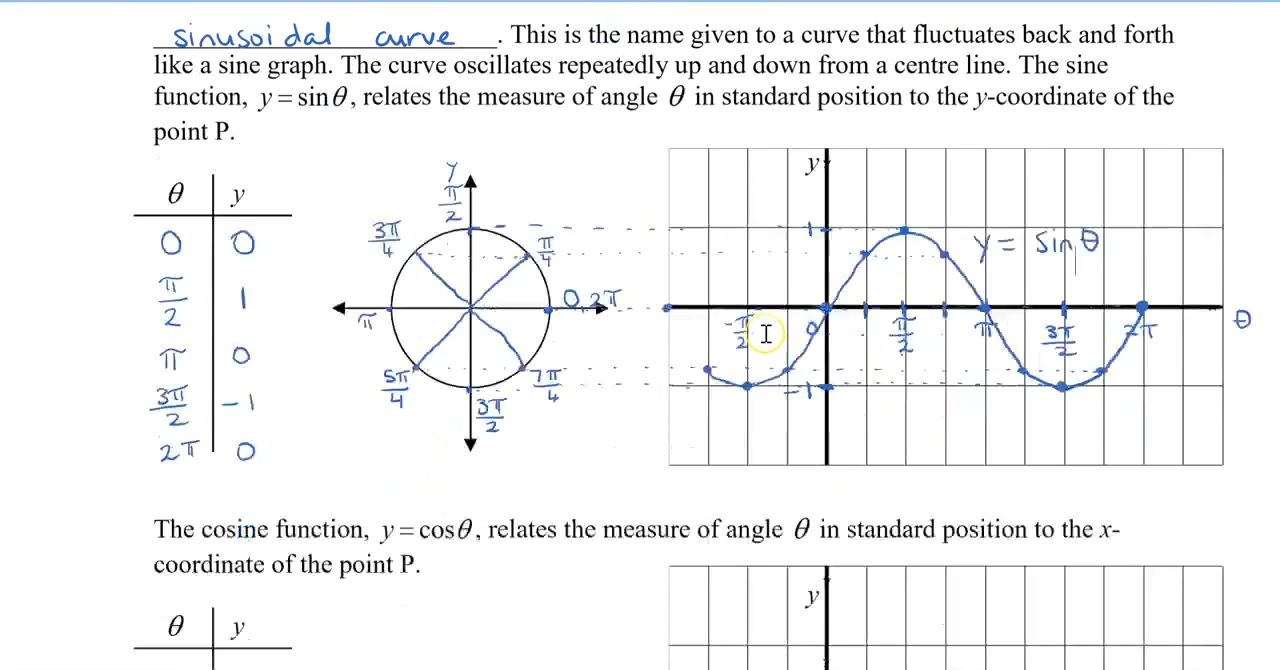 sinusoidal curve. This is the name given to a curve that fluctuates back and forth
like a sine graph. The curve oscillates repeatedly up and down from a centre line. The sine
function, y = sin θ, relates the measure of angle θ in standard position to the y-coordinate of the
point P.
θ y
0 0
π/2 1
π 0
3π/2 -1
2π 0
y
π/2
3π/4
π/4
0, 2π
π
5π/4
7π/4
3π/2
y
1
y = sin θ
-π/2 0 π/2 π 3π/2 2π θ
-1
The cosine function, y = cos θ, relates the measure of angle θ in standard position to the x-
coordinate of the point P.
θ y
y